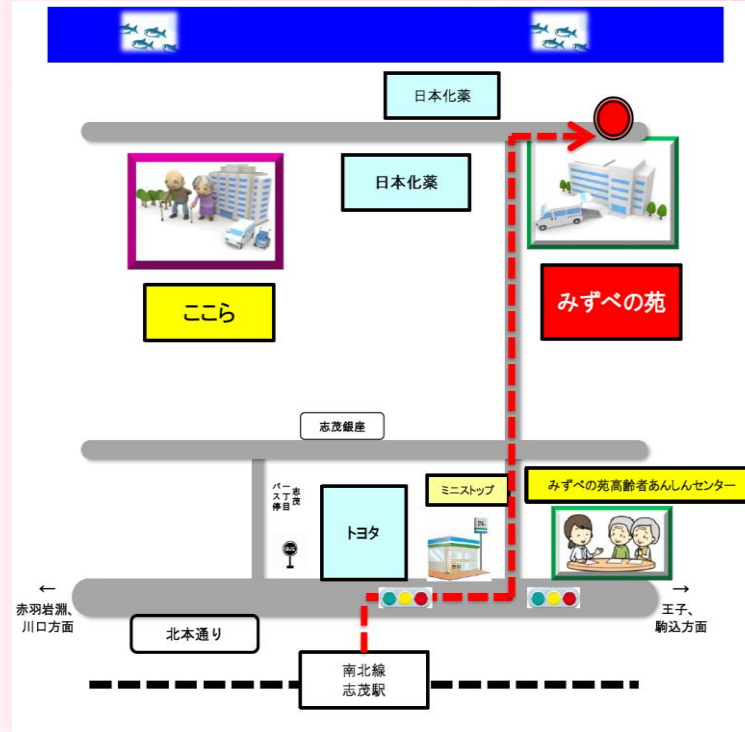 日本化薬
日本化薬
ここら
みずべの苑
志茂銀座
志茂
一丁目
バス停
トヨタ
ミニストップ
24h
みずべの苑高齢者あんしんセンター
BUS
←
赤羽岩淵、
川口方面
→
王子、
駒込方面
北本通り
南北線
志茂駅